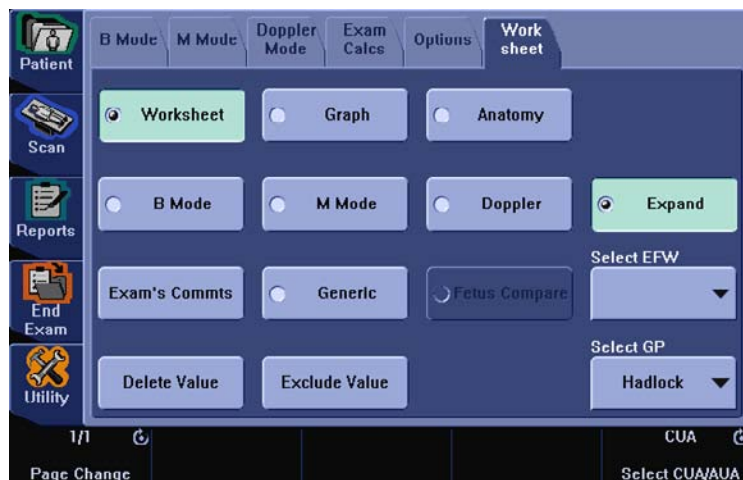 Patient
Scan
Reports
End
Exam
Utility
B Mode
M Mode
Doppler
Mode
Exam
Calcs
Options
Work
sheet
Worksheet
Graph
Anatomy
B Mode
M Mode
Doppler
Expand
Exam's Commts
Generic
Fetus Compare
Select EFW
Delete Value
Exclude Value
Select GP
Hadlock
1/1
CUA
Page Change
Select CUA/AUA